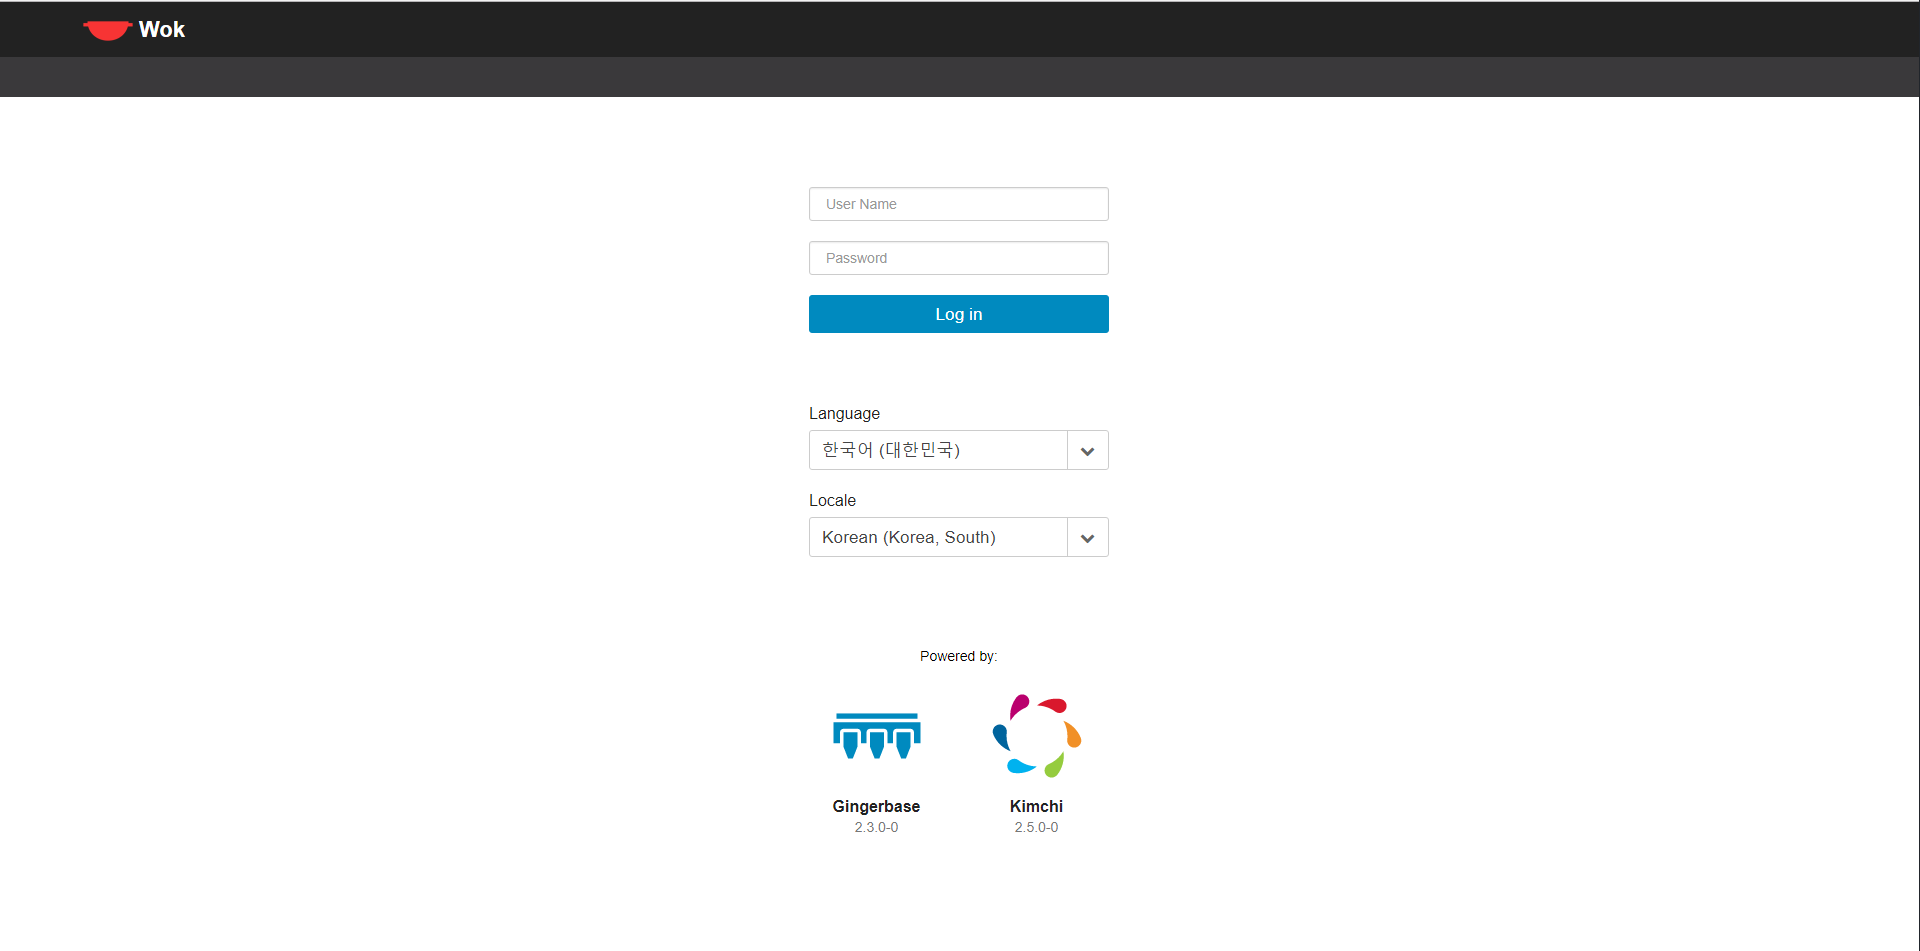 Wok
User Name
Password
Log in
Language
한국어 (대한민국)
Locale
Korean (Korea, South)
Powered by:
Gingerbase
2.3.0-0
Kimchi
2.5.0-0